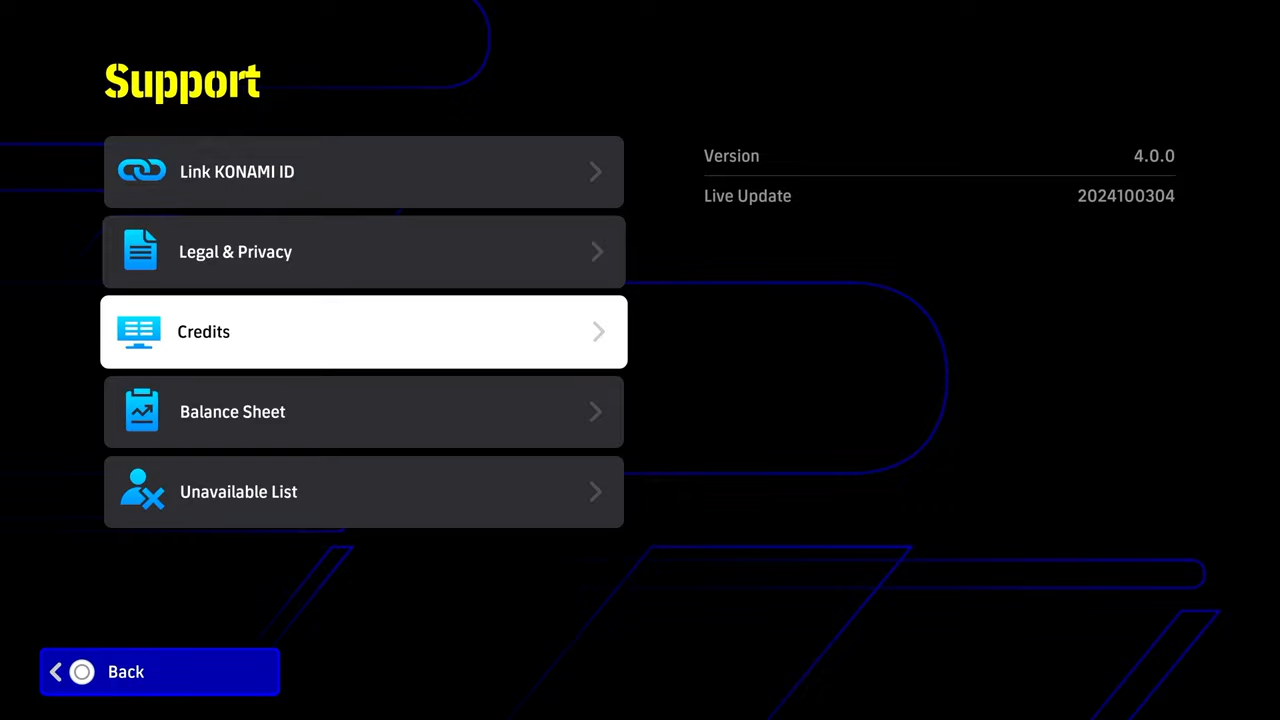 Support
Link KONAMI ID
Legal & Privacy
Credits
Balance Sheet
Unavailable List
Version 4.0.0
Live Update 2024100304
Back